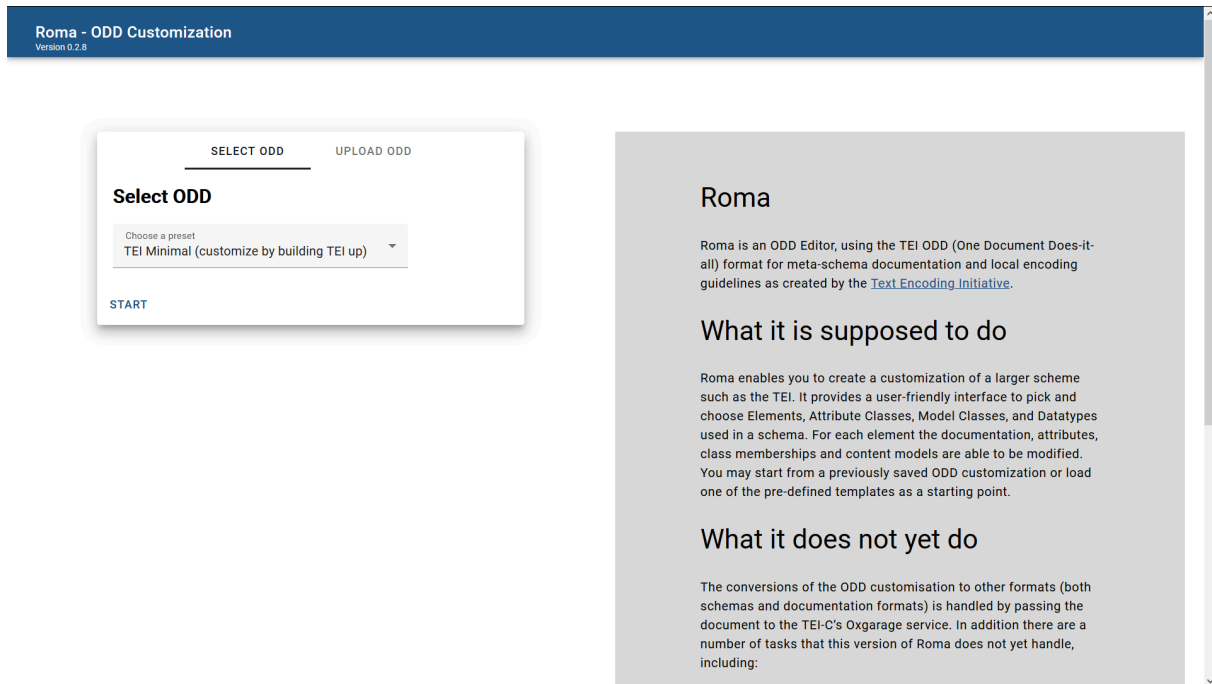 Roma - ODD Customization
Version 0.2.8
SELECT ODD
UPLOAD ODD
Select ODD
Choose a preset
TEI Minimal (customize by building TEI up)
START
Roma
Roma is an ODD Editor, using the TEI ODD (One Document Does-it-
all) format for meta-schema documentation and local encoding
guidelines as created by the Text Encoding Initiative.
What it is supposed to do
Roma enables you to create a customization of a larger scheme
such as the TEI. It provides a user-friendly interface to pick and
choose Elements, Attribute Classes, Model Classes, and Datatypes
used in a schema. For each element the documentation, attributes,
class memberships and content models are able to be modified.
You may start from a previously saved ODD customization or load
one of the pre-defined templates as a starting point.
What it does not yet do
The conversions of the ODD customisation to other formats (both
schemas and documentation formats) is handled by passing the
document to the TEI-C's Oxgarage service. In addition there are a
number of tasks that this version of Roma does not yet handle,
including: